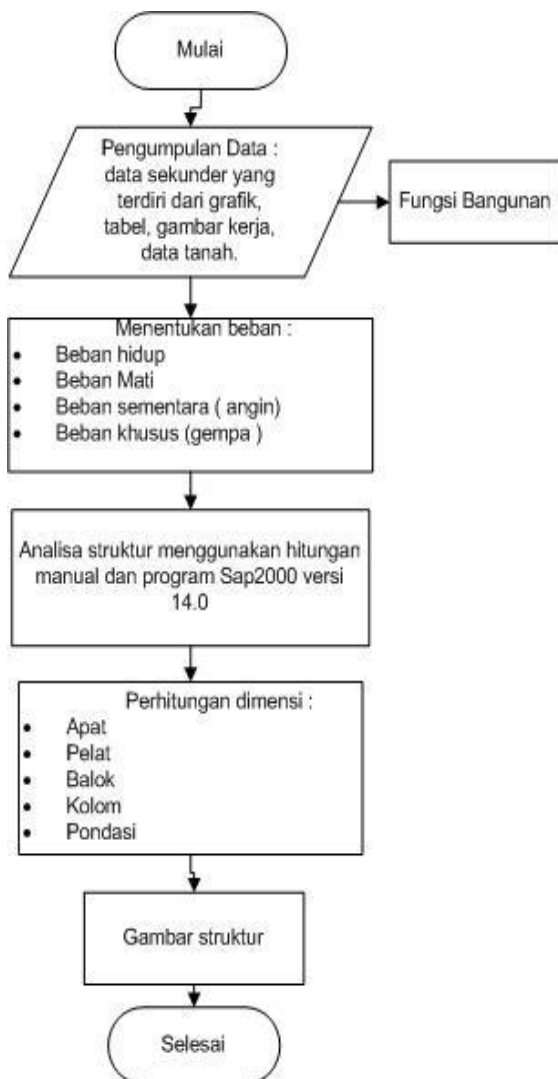 Mulai
Pengumpulan Data :
data sekunder yang
terdiri dari grafik,
tabel, gambar kerja,
data tanah.
Fungsi Bangunan
Menentukan beban :
• Beban hidup
• Beban Mati
• Beban sementara ( angin)
• Beban khusus (gempa )
Analisa struktur menggunakan hitungan
manual dan program Sap2000 versi
14.0
Perhitungan dimensi :
• Apat
• Pelat
• Balok
• Kolom
• Pondasi
Gambar struktur
Selesai